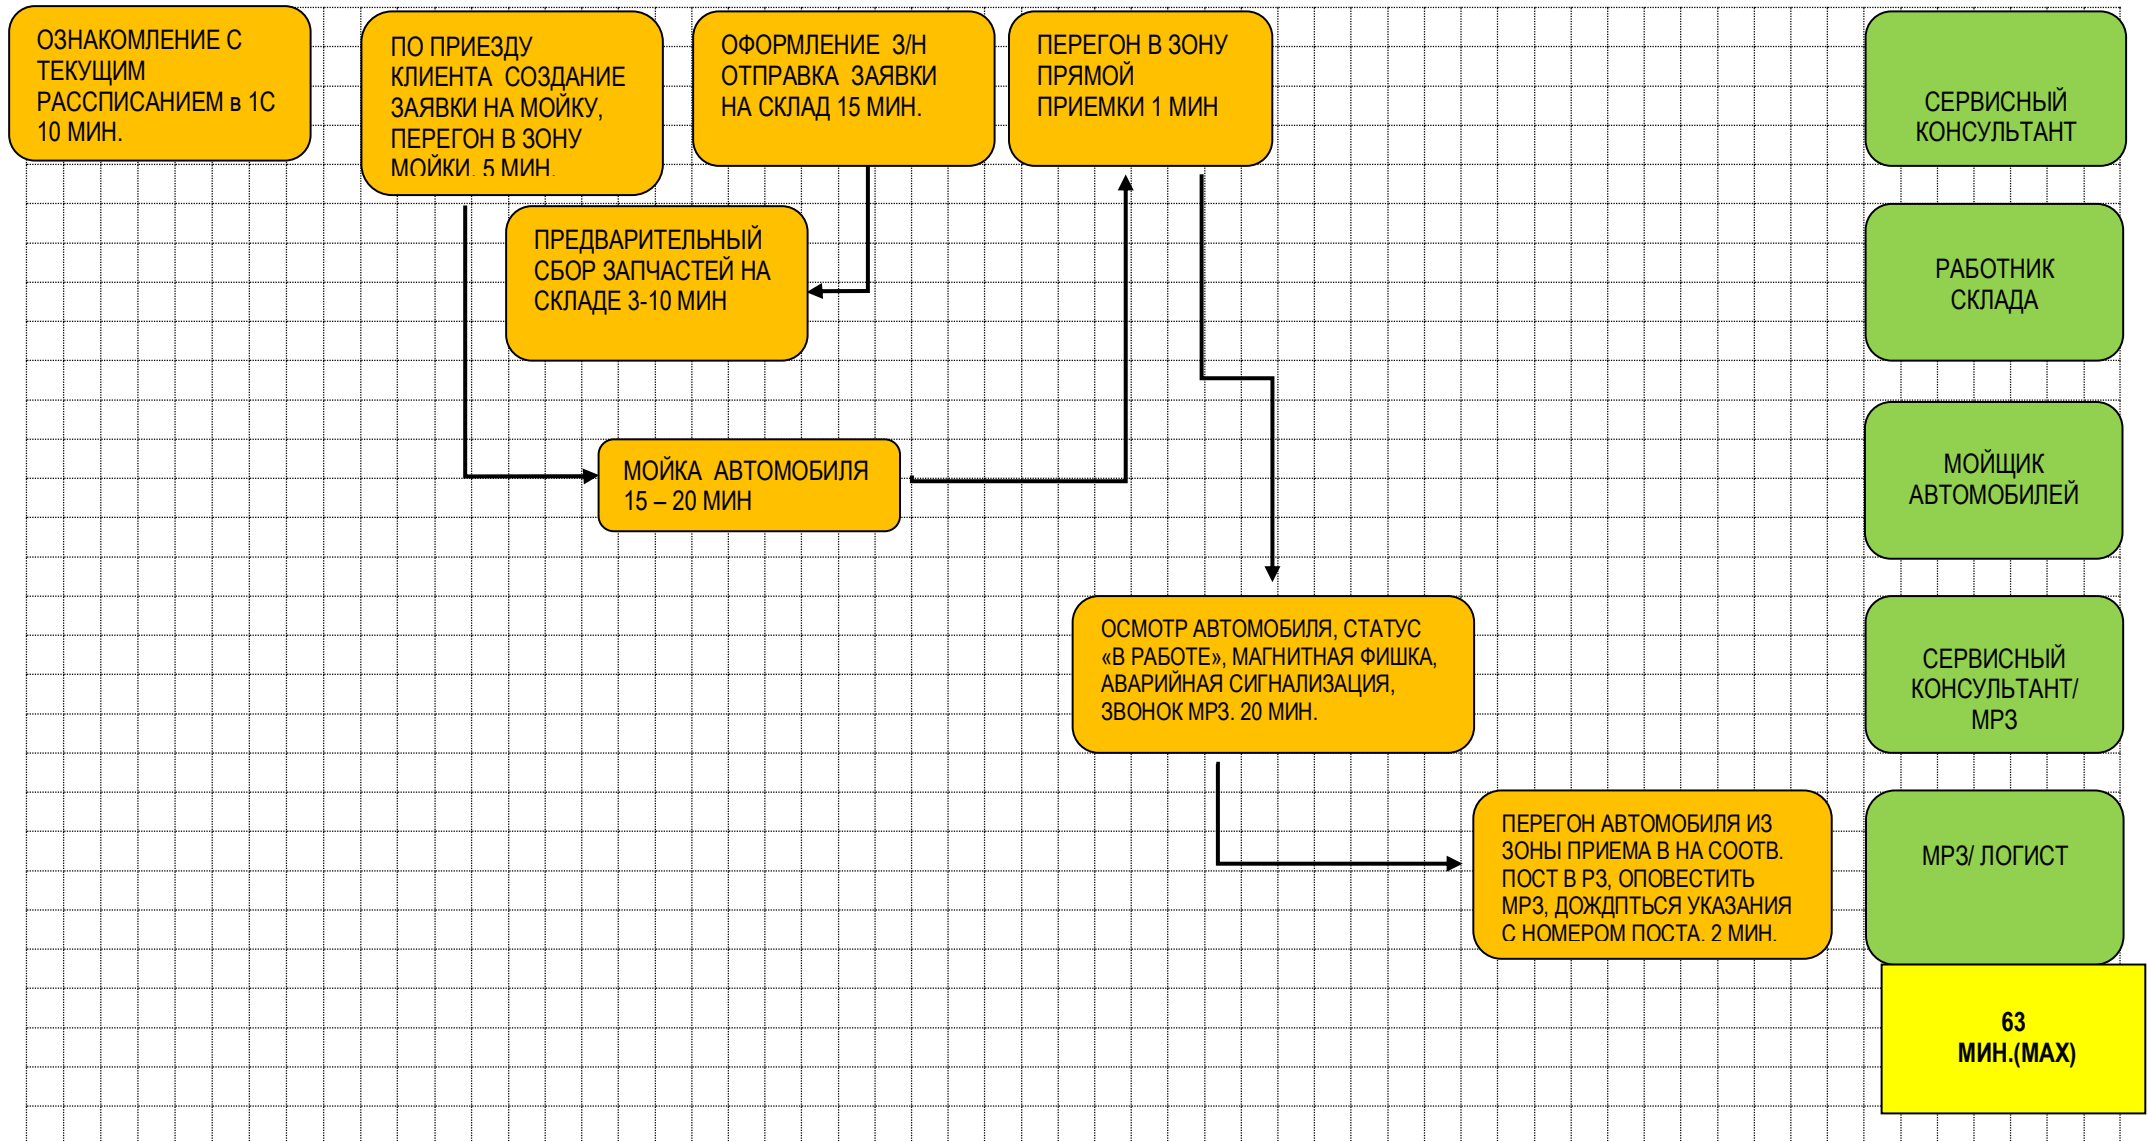 ОЗНАКОМЛЕНИЕ С
ТЕКУЩИМ
РАССПИСАНИЕМ в 1С
10 МИН.
ПО ПРИЕЗДУ
КЛИЕНТА СОЗДАНИЕ
ЗАЯВКИ НА МОЙКУ,
ПЕРЕГОН В ЗОНУ
МОЙКИ. 5 МИН.
ОФОРМЛЕНИЕ З/Н
ОТПРАВКА ЗАЯВКИ
НА СКЛАД 15 МИН.
ПЕРЕГОН В ЗОНУ
ПРЯМОЙ
ПРИЕМКИ 1 МИН
СЕРВИСНЫЙ
КОНСУЛЬТАНТ
ПРЕДВАРИТЕЛЬНЫЙ
СБОР ЗАПЧАСТЕЙ НА
СКЛАДЕ 3-10 МИН
РАБОТНИК
СКЛАДА
МОЙКА АВТОМОБИЛЯ
15 – 20 МИН
МОЙЩИК
АВТОМОБИЛЕЙ
ОСМОТР АВТОМОБИЛЯ, СТАТУС
«В РАБОТЕ», МАГНИТНАЯ ФИШКА,
АВАРИЙНАЯ СИГНАЛИЗАЦИЯ,
ЗВОНОК МРЗ. 20 МИН.
СЕРВИСНЫЙ
КОНСУЛЬТАНТ/
МРЗ
ПЕРЕГОН АВТОМОБИЛЯ ИЗ
ЗОНЫ ПРИЕМА В НА СООТВ.
ПОСТ В РЗ, ОПОВЕСТИТЬ
МРЗ, ДОЖДПТЬСЯ УКАЗАНИЯ
С НОМЕРОМ ПОСТА. 2 МИН.
МРЗ/ ЛОГИСТ
63
МИН.(MAX)